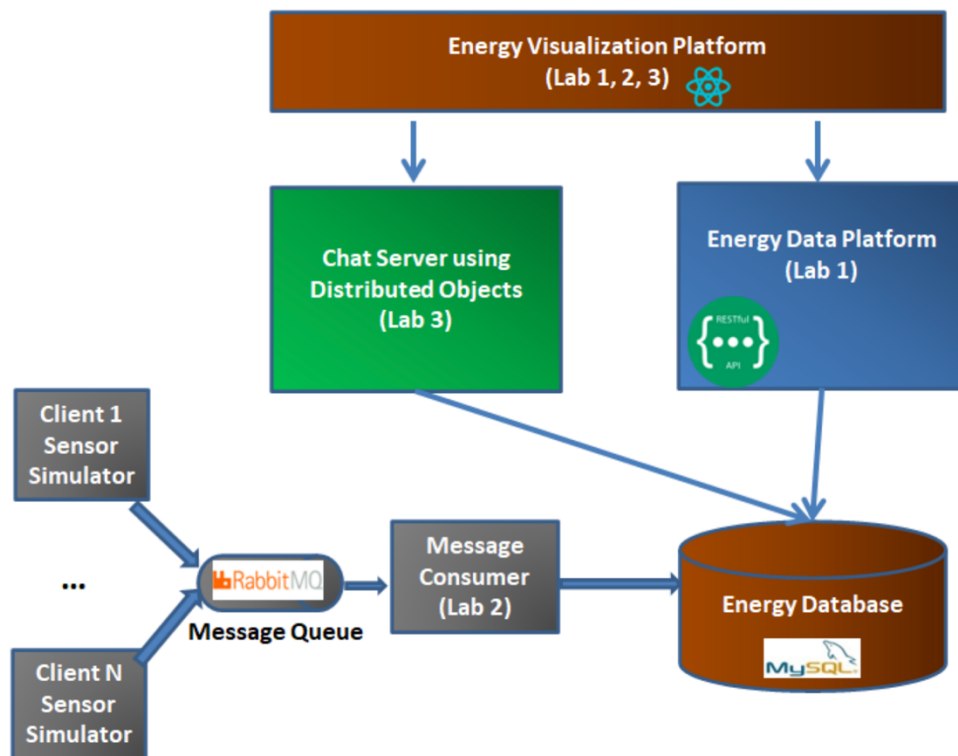 Energy Visualization Platform
(Lab 1, 2, 3)
Chat Server using
Distributed Objects
(Lab 3)
Energy Data Platform
(Lab 1)
RESTful
{•••}
API
Client 1
Sensor
Simulator
...
RabbitMQ
Message Queue
Message
Consumer
(Lab 2)
Energy Database
MySQL
Client N
Sensor
Simulator